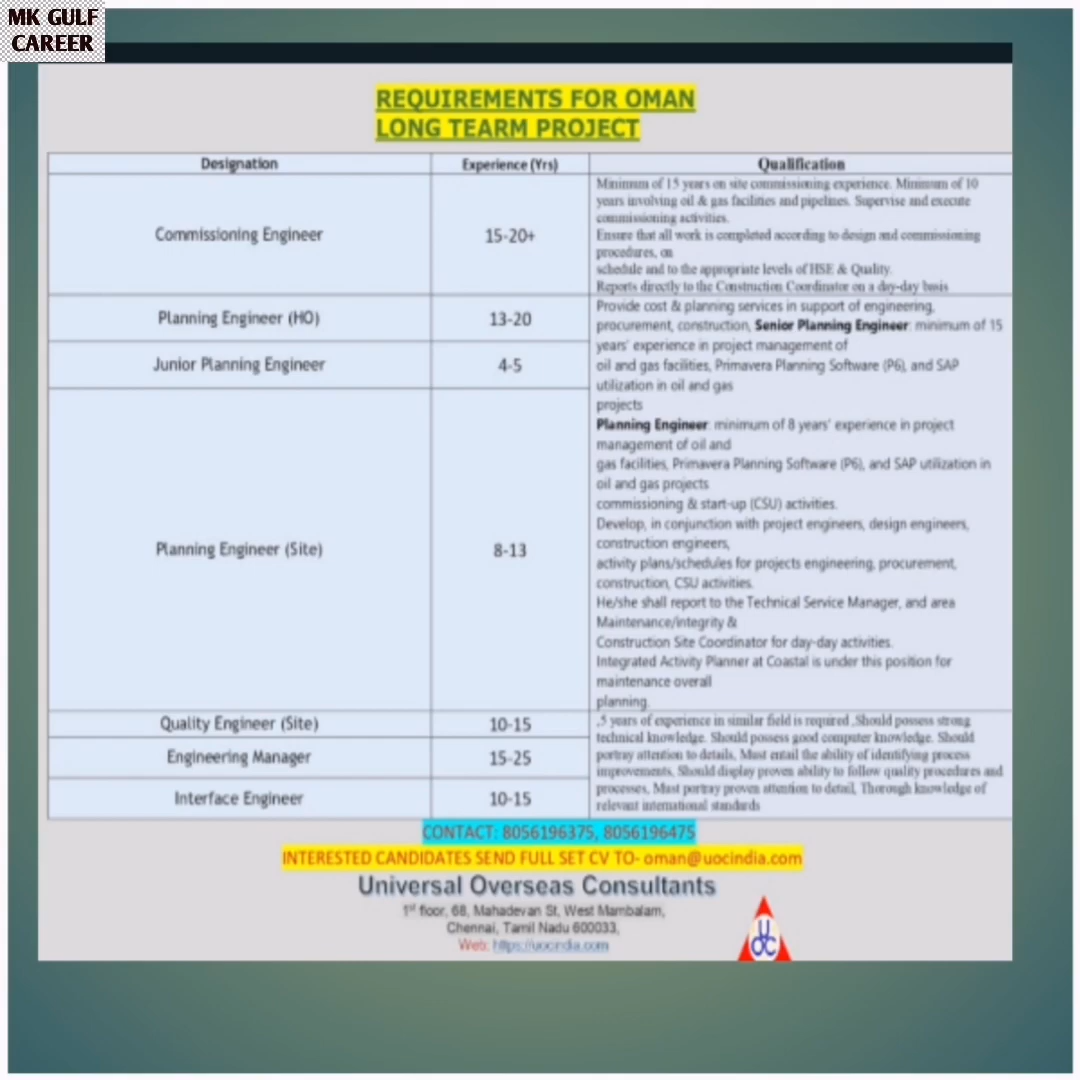 MK GULF
CAREER
REQUIREMENTS FOR OMAN
LONG TEARM PROJECT
Designation
Experience (Yrs)
Qualification
Commissioning Engineer
15-20+
Minimum of 15 years on site commissioning experience. Minimum of 10
years involving oil & gas facilities and pipelines. Supervise and execute
commissioning activities.
Ensure that all work is completed according to design and commissioning
procedures, on
schedule and to the appropriate levels of HSE & Quality.
Reports directly to the Construction Coordinator on a day-day basis
Planning Engineer (HO)
13-20
Junior Planning Engineer
4-5
Planning Engineer (Site)
8-13
Provide cost & planning services in support of engineering,
procurement, construction, Senior Planning Engineer: minimum of 15
years' experience in project management of
oil and gas facilities, Primavera Planning Software (P6), and SAP
utilization in oil and gas
projects
Planning Engineer: minimum of 8 years' experience in project
management of oil and
gas facilities, Primavera Planning Software (P6), and SAP utilization in
oil and gas projects
commissioning & start-up (CSU) activities.
Develop, in conjunction with project engineers, design engineers,
construction engineers,
activity plans/schedules for projects engineering, procurement,
construction, CSU activities.
He/she shall report to the Technical Service Manager, and area
Maintenance/integrity &
Construction Site Coordinator for day-day activities.
Integrated Activity Planner at Coastal is under this position for
maintenance overall
planning.
Quality Engineer (Site)
10-15
Engineering Manager
15-25
Interface Engineer
10-15
.5 years of experience in similar field is required .Should possess strong
technical knowledge. Should possess good computer knowledge. Should
portray attention to details, Must entail the ability of identifying process
improvements, Should display proven ability to follow quality procedures and
processes, Must portray proven attention to detail, Thorough knowledge of
relevant international standards
CONTACT: 8056196375, 8056196475
INTERESTED CANDIDATES SEND FULL SET CV TO- oman@uocindia.com
Universal Overseas Consultants
1st floor, 68, Mahadevan St, West Mambalam,
Chennai, Tamil Nadu 600033,
Web: https://uocindia.com
UOC